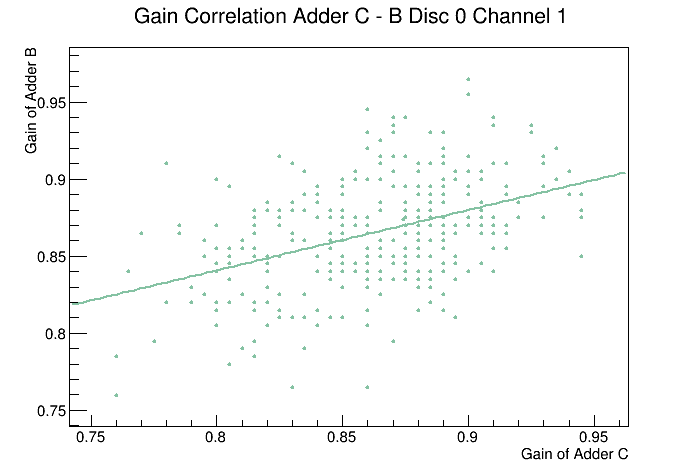 Gain Correlation Adder C - B Disc 0 Channel 1
Gain of Adder B
0.95
0.9
0.85
0.8
0.75
0.75 0.8 0.85 0.9 0.95
Gain of Adder C